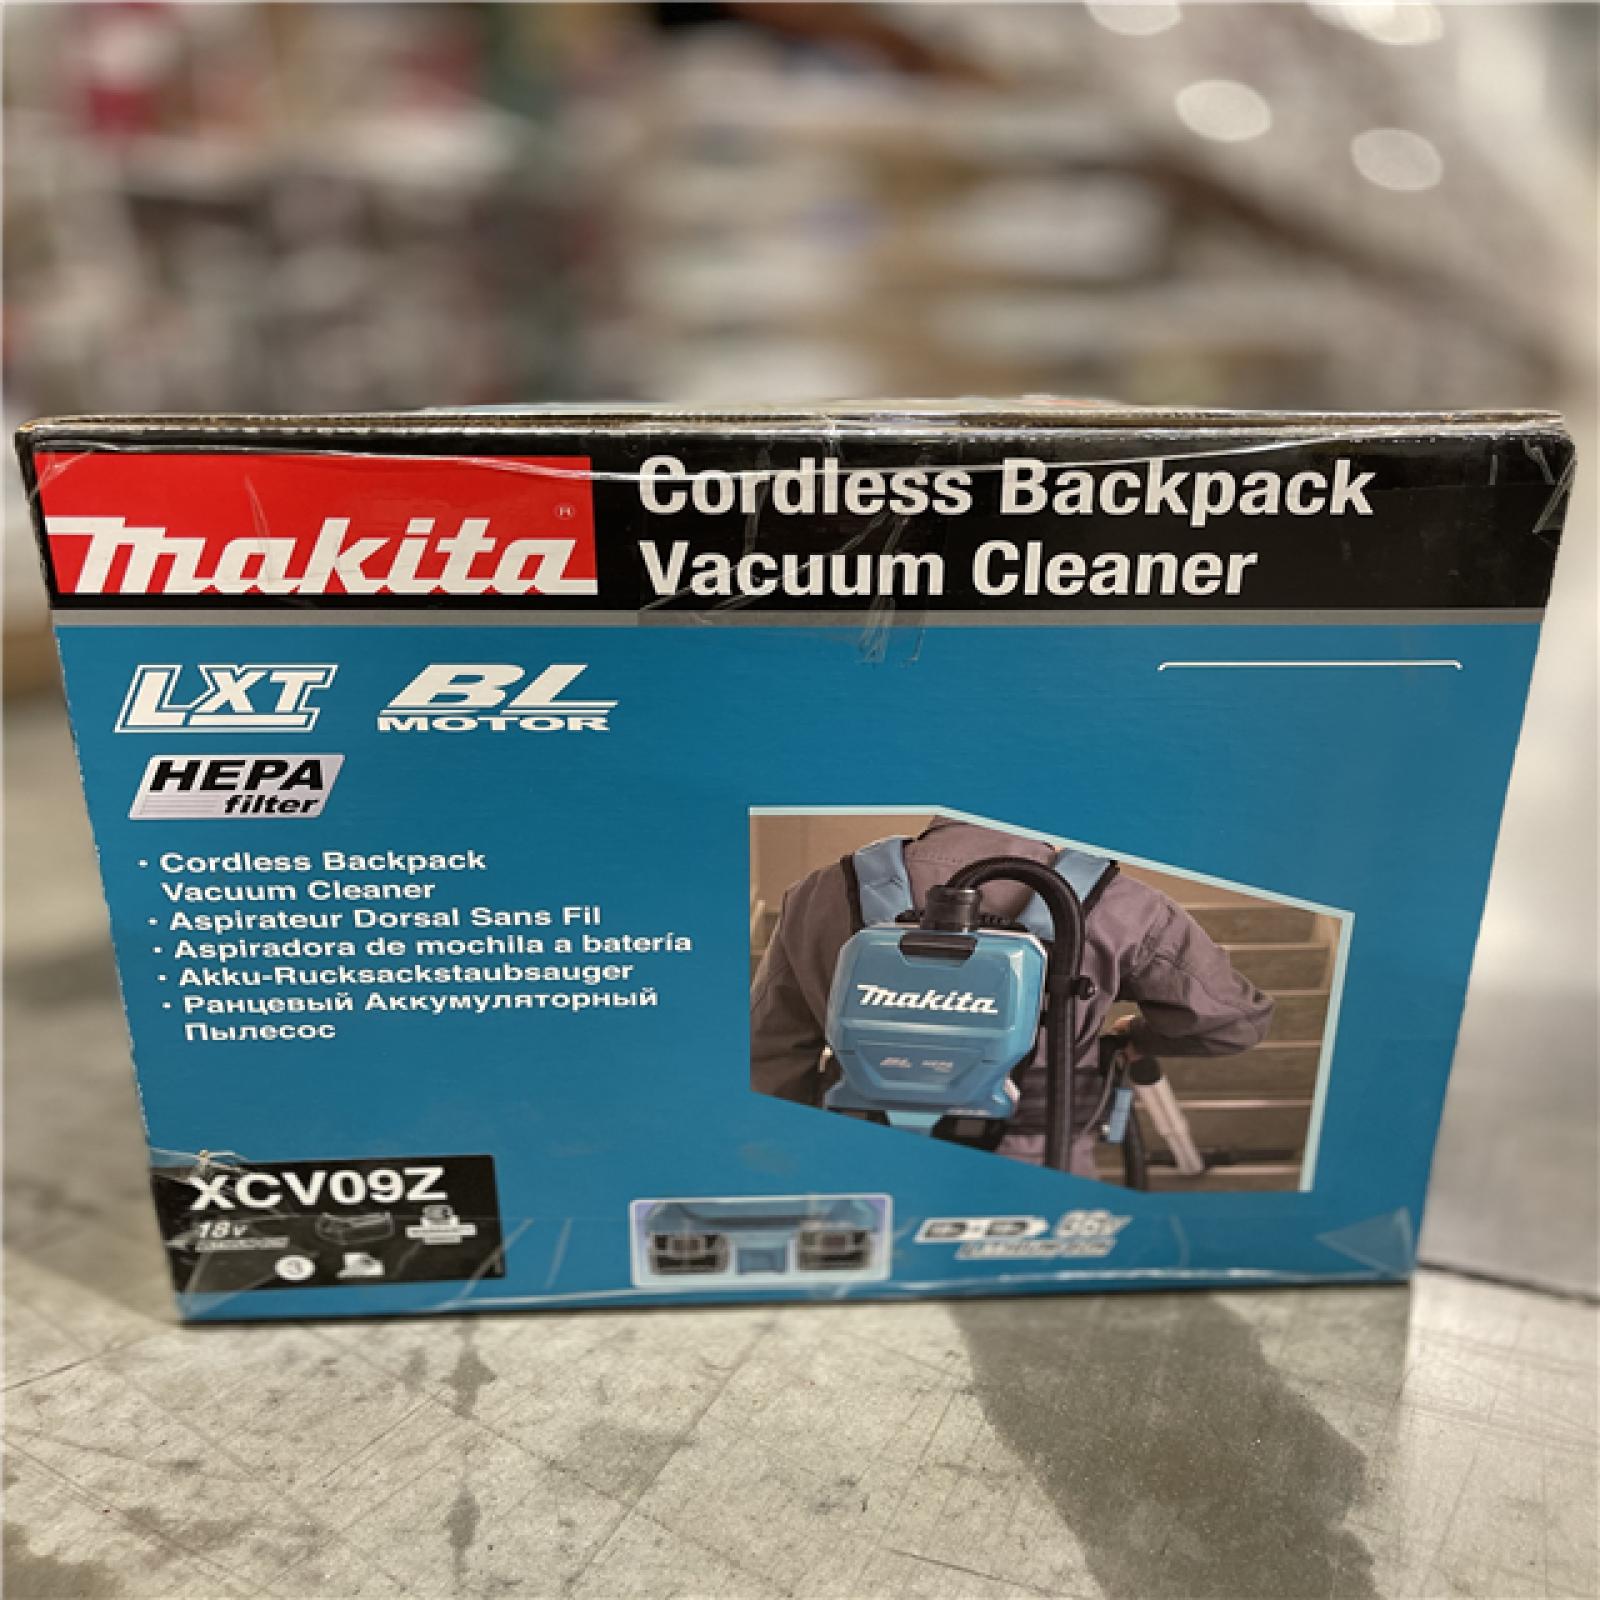 makita®
Cordless Backpack
Vacuum Cleaner
LXT
BL
MOTOR
HEPA
filter
· Cordless Backpack
Vacuum Cleaner
· Aspirateur Dorsal Sans Fil
· Aspiradora de mochila a batería
· Akku-Rucksackstaubsauger
· Ранцевый Аккумуляторный
Пылесос
makita
XCV09Z
18v
3
36v